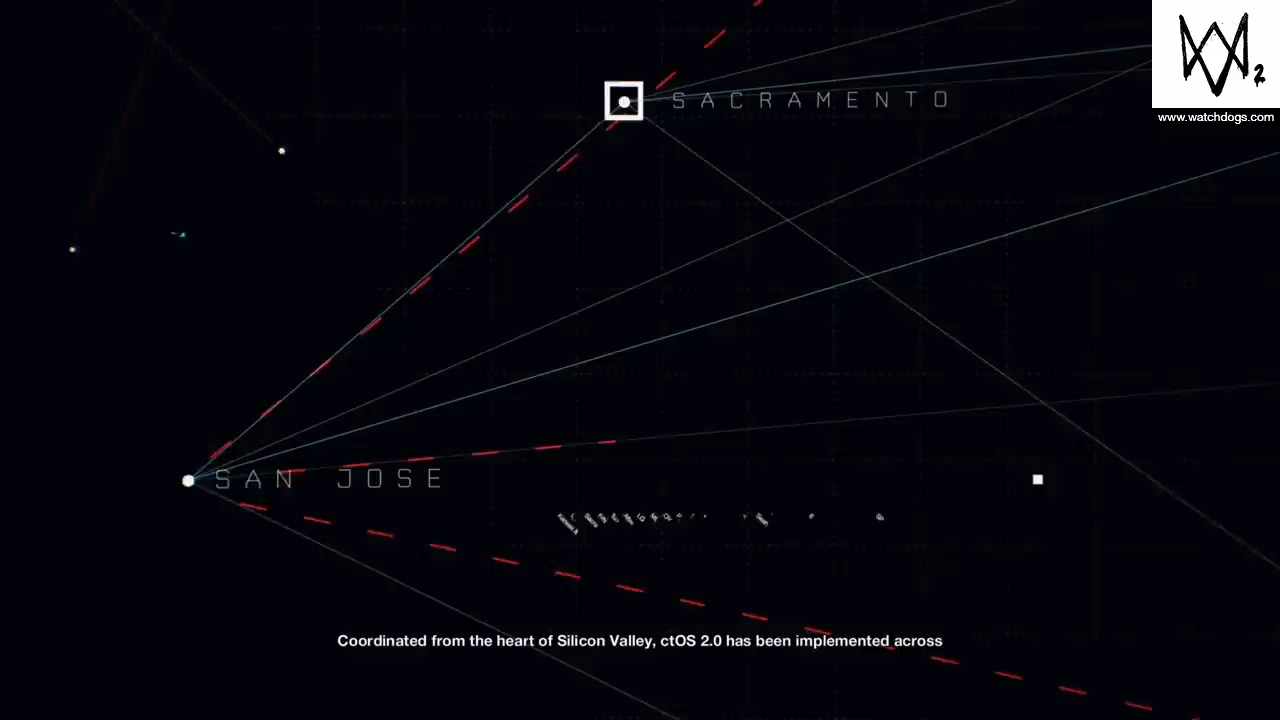 2
www.watchdogs.com
SACRAMENTO
SAN JOSE
Coordinated from the heart of Silicon Valley, ctOS 2.0 has been implemented across